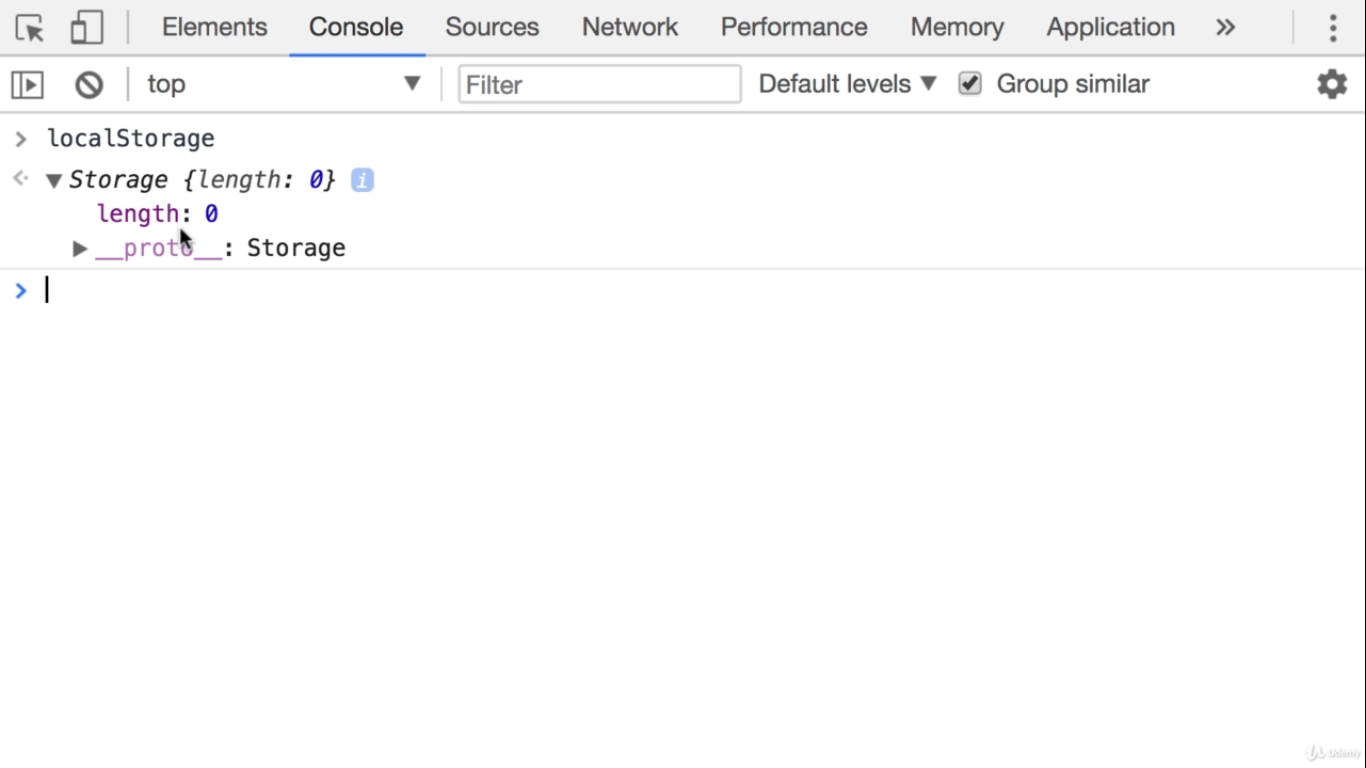 Elements Console Sources Network Performance Memory Application »
top Filter Default levels Group similar
> localStorage
Storage {length: 0} i
length: 0
__proto__: Storage
>
Udemy